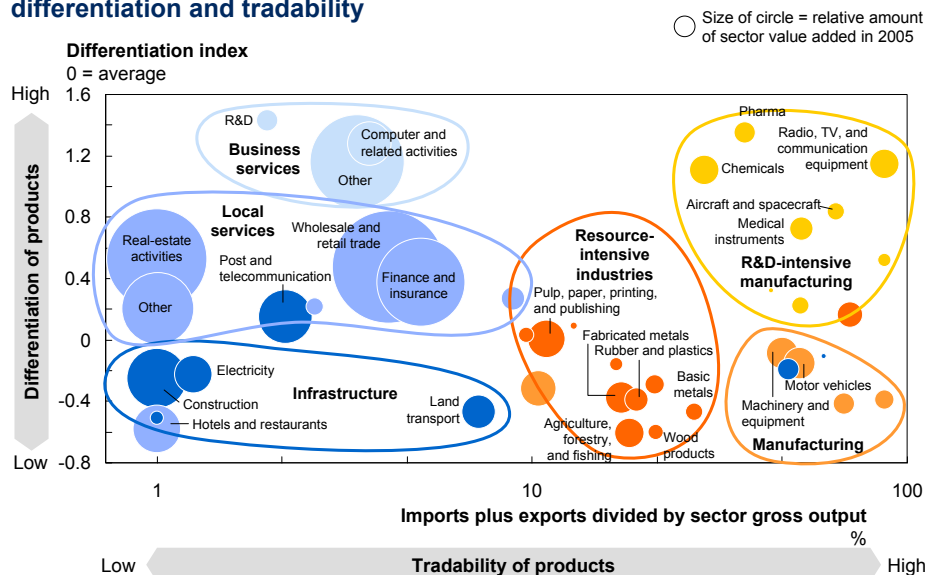 differentiation and tradability
Size of circle = relative amount
of sector value added in 2005
Differentiation index
0 = average
High
Differentiation of products
Low
1.6
1.2
0.8
0.4
0
-0.4
-0.8
R&D
Business
services
Computer and
related activities
Other
Local
services
Real-estate
activities
Other
Post and
telecommunication
Wholesale and
retail trade
Finance and
insurance
Electricity
Construction
Hotels and restaurants
Infrastructure
Land
transport
Resource-
intensive
industries
Pulp, paper, printing,
and publishing
Fabricated metals
Rubber and plastics
Basic
metals
Agriculture,
forestry,
and fishing
Wood
products
Pharma
Radio, TV, and
communication
equipment
Chemicals
Aircraft and spacecraft
Medical
instruments
R&D-intensive
manufacturing
Motor vehicles
Machinery and
equipment
Manufacturing
1
10
100
Imports plus exports divided by sector gross output
%
Low
Tradability of products
High